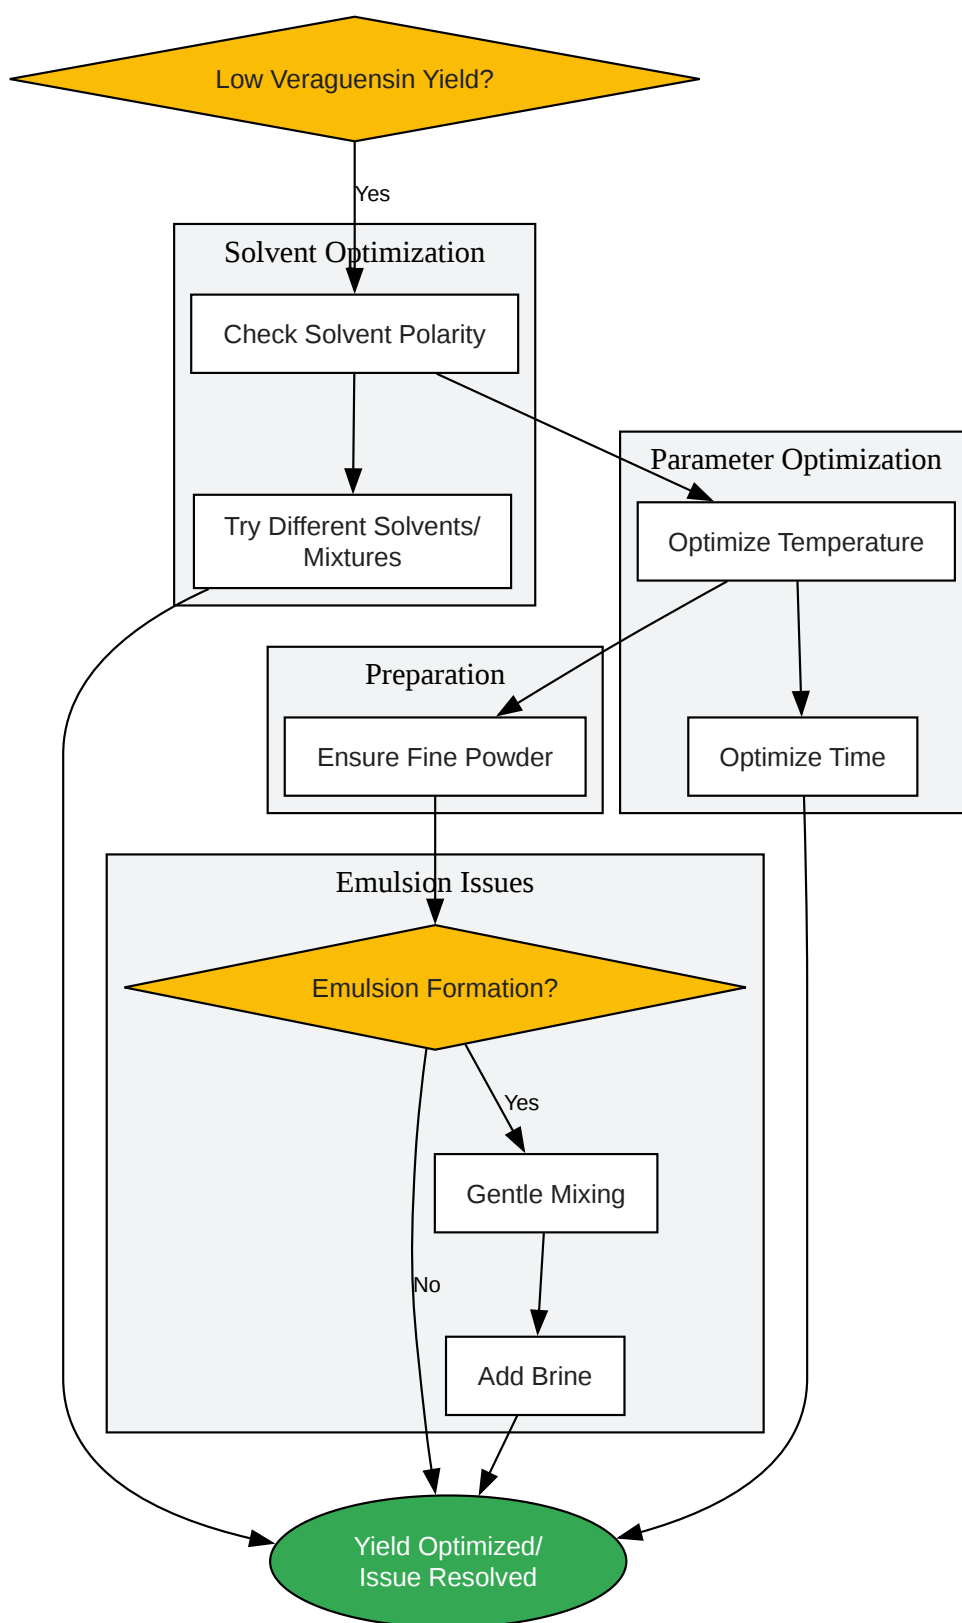 Low Veraguensin Yield?
Yes
Solvent Optimization
Check Solvent Polarity
Parameter Optimization
Try Different Solvents/
Mixtures
Optimize Temperature
Preparation
Ensure Fine Powder
Optimize Time
Emulsion Issues
Emulsion Formation?
Yes
Gentle Mixing
No
Add Brine
Yield Optimized/
Issue Resolved